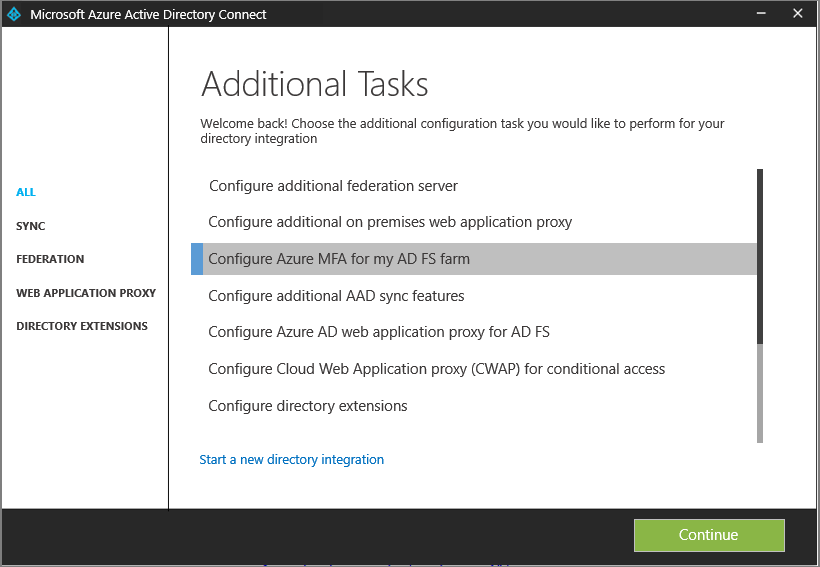 Microsoft Azure Active Directory Connect
Additional Tasks
Welcome back! Choose the additional configuration task you would like to perform for your
directory integration
ALL
SYNC
FEDERATION
WEB APPLICATION PROXY
DIRECTORY EXTENSIONS
Configure additional federation server
Configure additional on premises web application proxy
Configure Azure MFA for my AD FS farm
Configure additional AAD sync features
Configure Azure AD web application proxy for AD FS
Configure Cloud Web Application proxy (CWAP) for conditional access
Configure directory extensions
Start a new directory integration
Continue